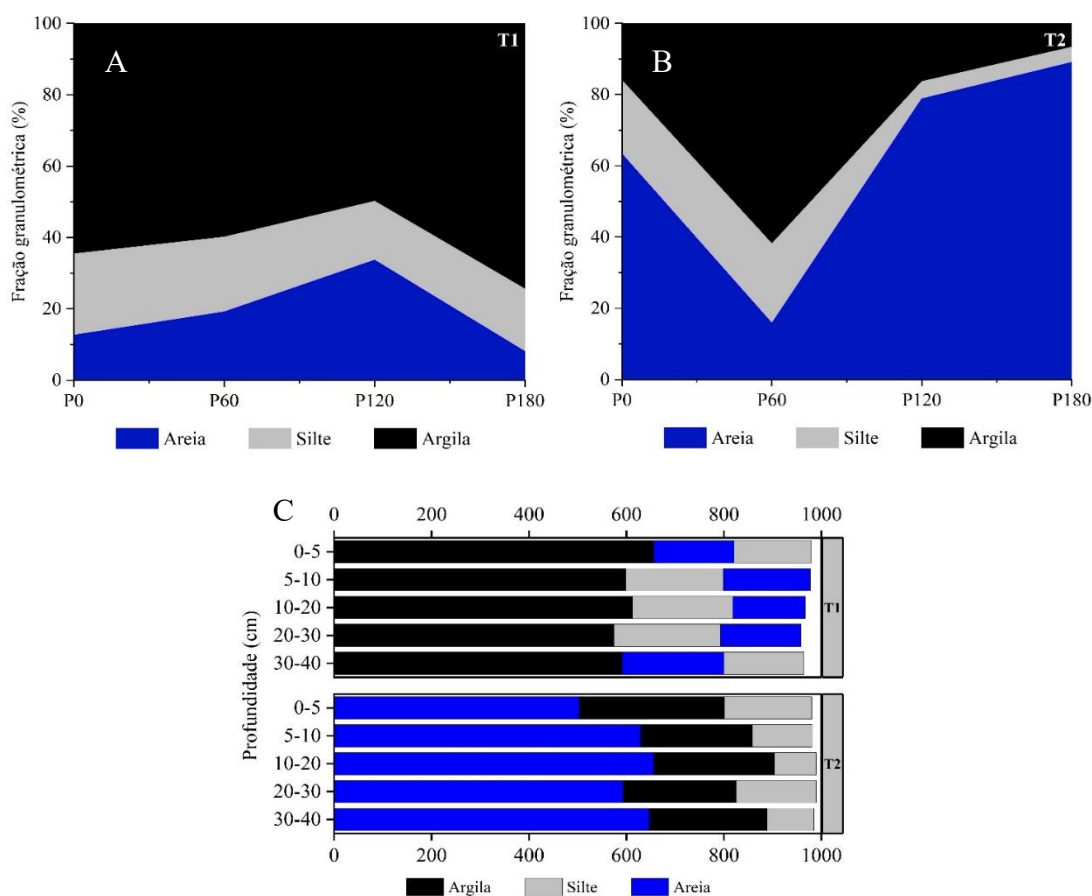 A
T1
Fração granulométrica (%)
100
80
60
40
20
0
P0 P60 P120 P180
Areia Silte Argila
B
T2
Fração granulométrica (%)
100
80
60
40
20
0
P0 P60 P120 P180
Areia Silte Argila
C
0 200 400 600 800 1000
Profundidade (cm)
0-5
5-10
10-20
20-30
30-40
T1
0-5
5-10
10-20
20-30
30-40
T2
0 200 400 600 800 1000
Argila Silte Areia